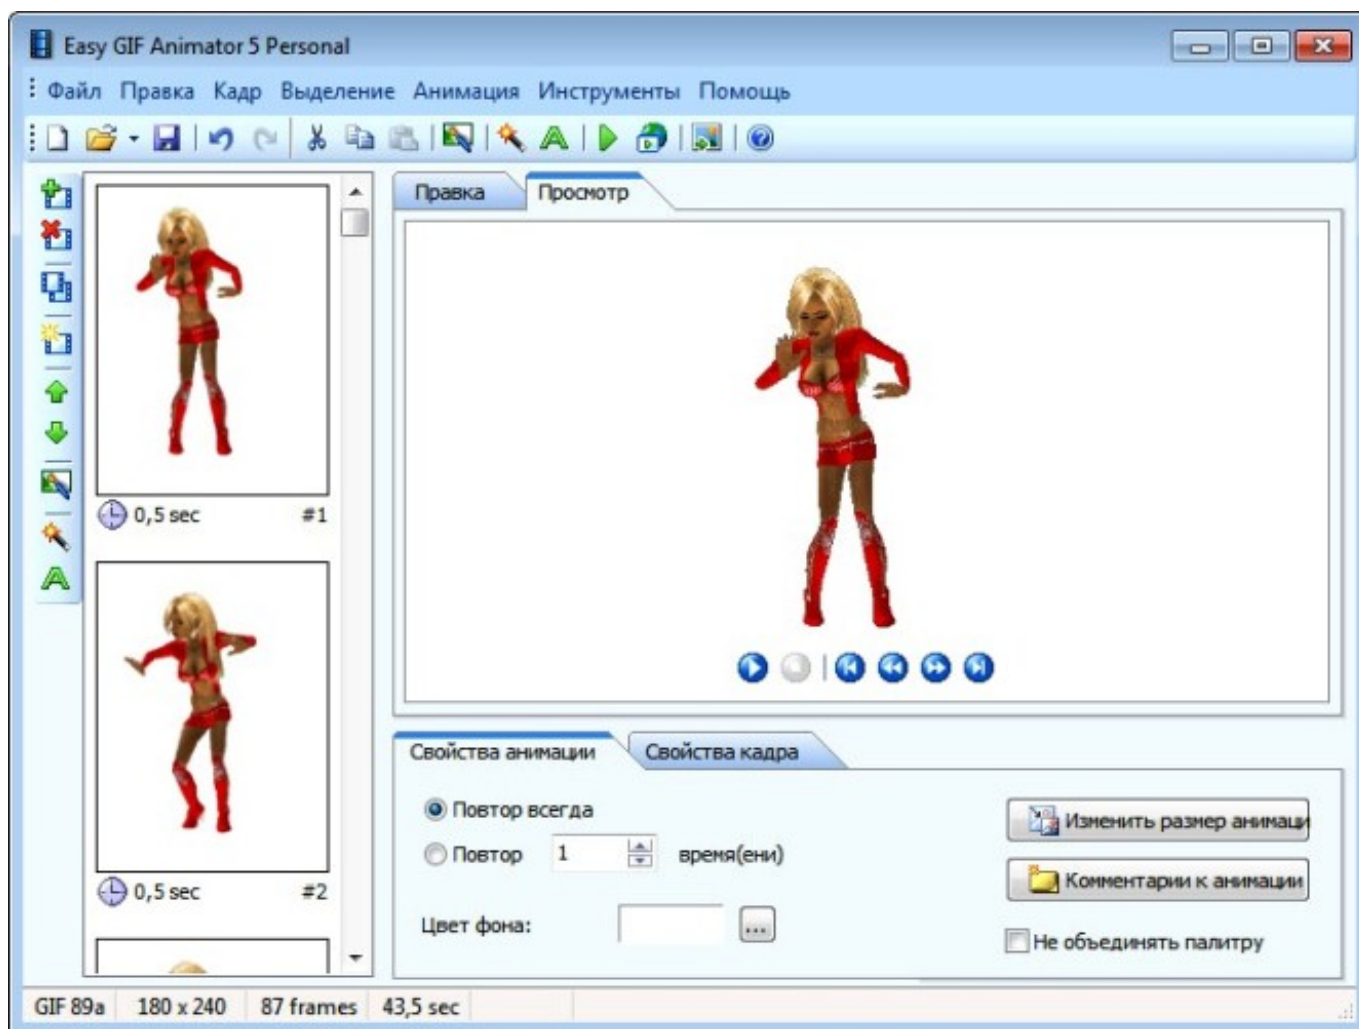 Easy GIF Animator 5 Personal
Файл Правка Кадр Выделение Анимация Инструменты Помощь
Правка Просмотр
0,5 sec #1
0,5 sec #2
Свойства анимации Свойства кадра
Повтор всегда
Повтор 1 время(ени)
Цвет фона: ...
Изменить размер анимаци
Комментарии к анимации
Не объединять палитру
GIF 89a 180 x 240 87 frames 43,5 sec